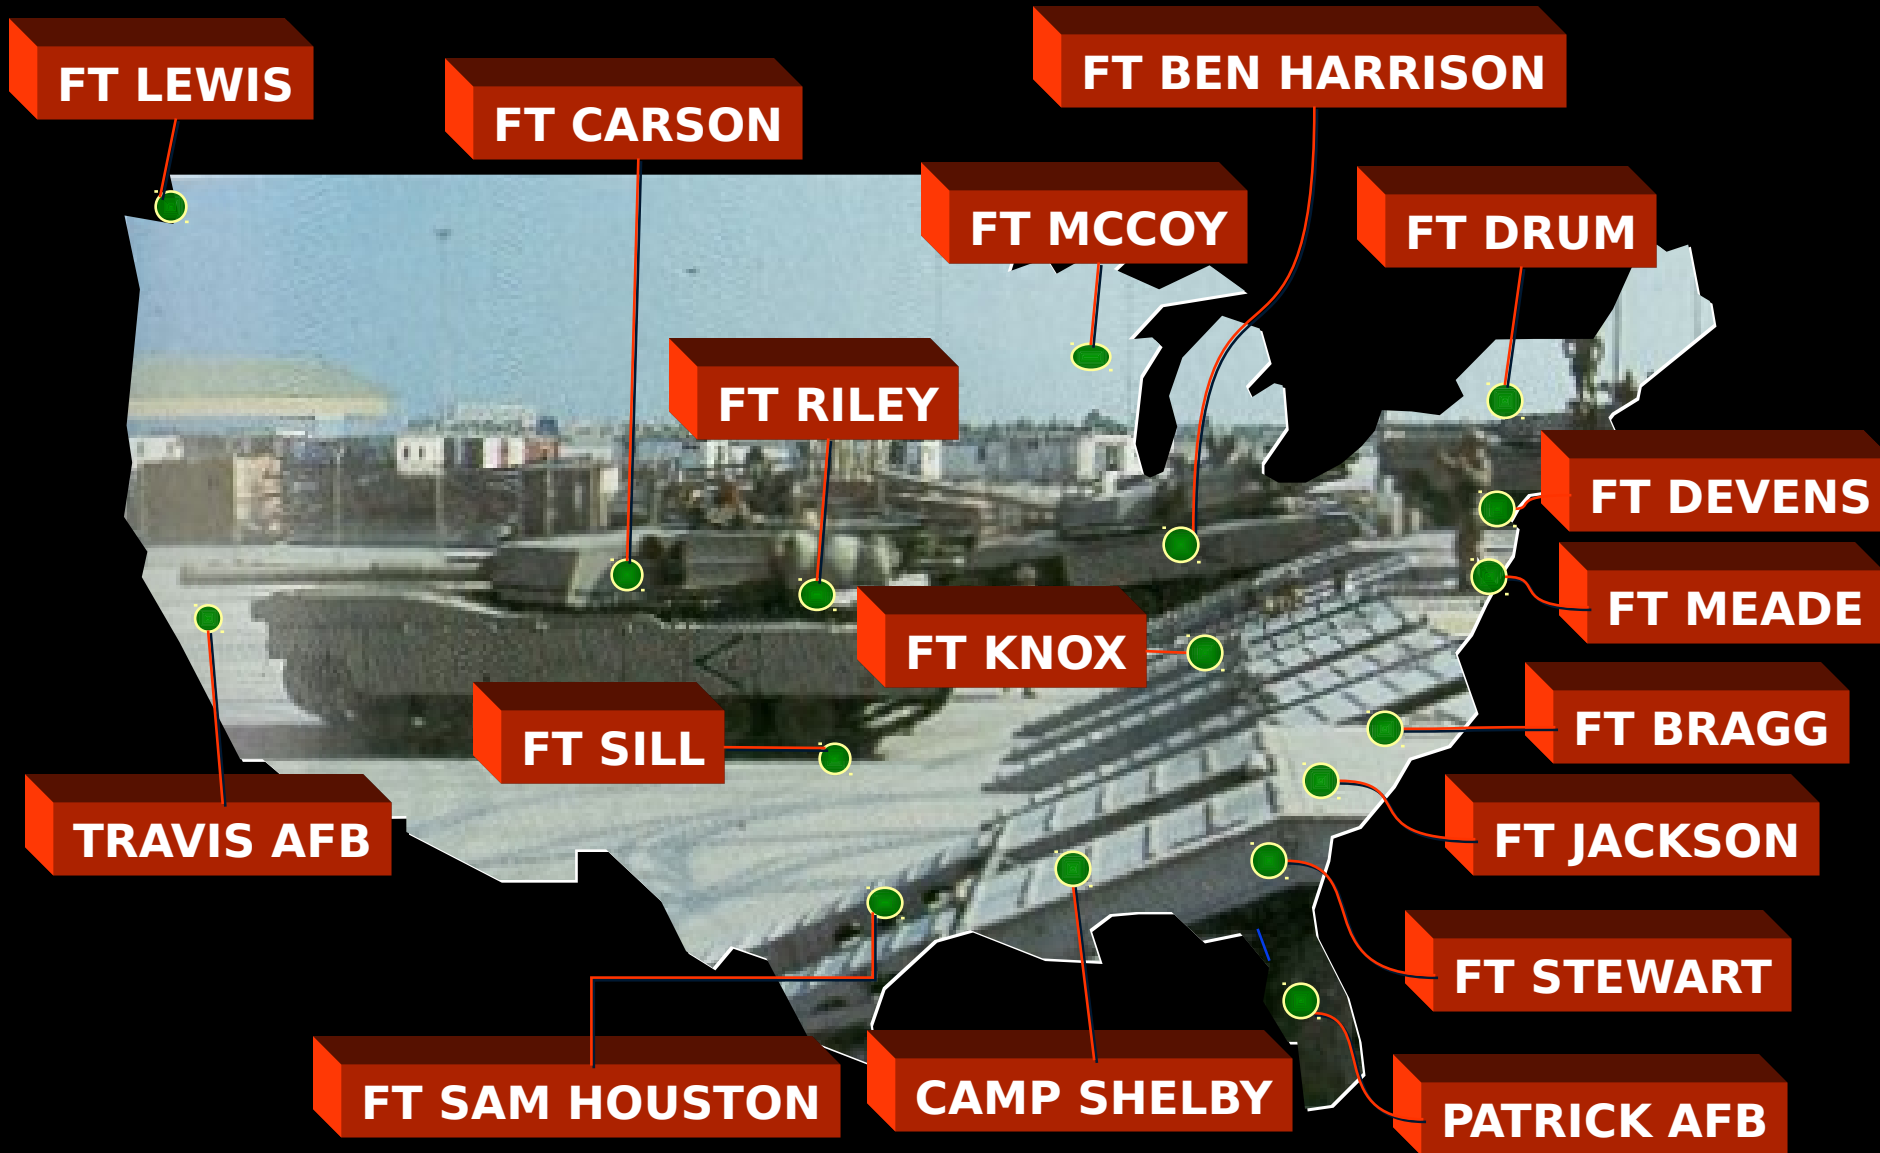 FT LEWIS
FT BEN HARRISON
FT CARSON
FT MCCOY
FT DRUM
FT RILEY
FT DEVENS
FT MEADE
FT KNOX
FT BRAGG
FT SILL
FT JACKSON
TRAVIS AFB
FT STEWART
FT SAM HOUSTON
CAMP SHELBY
PATRICK AFB